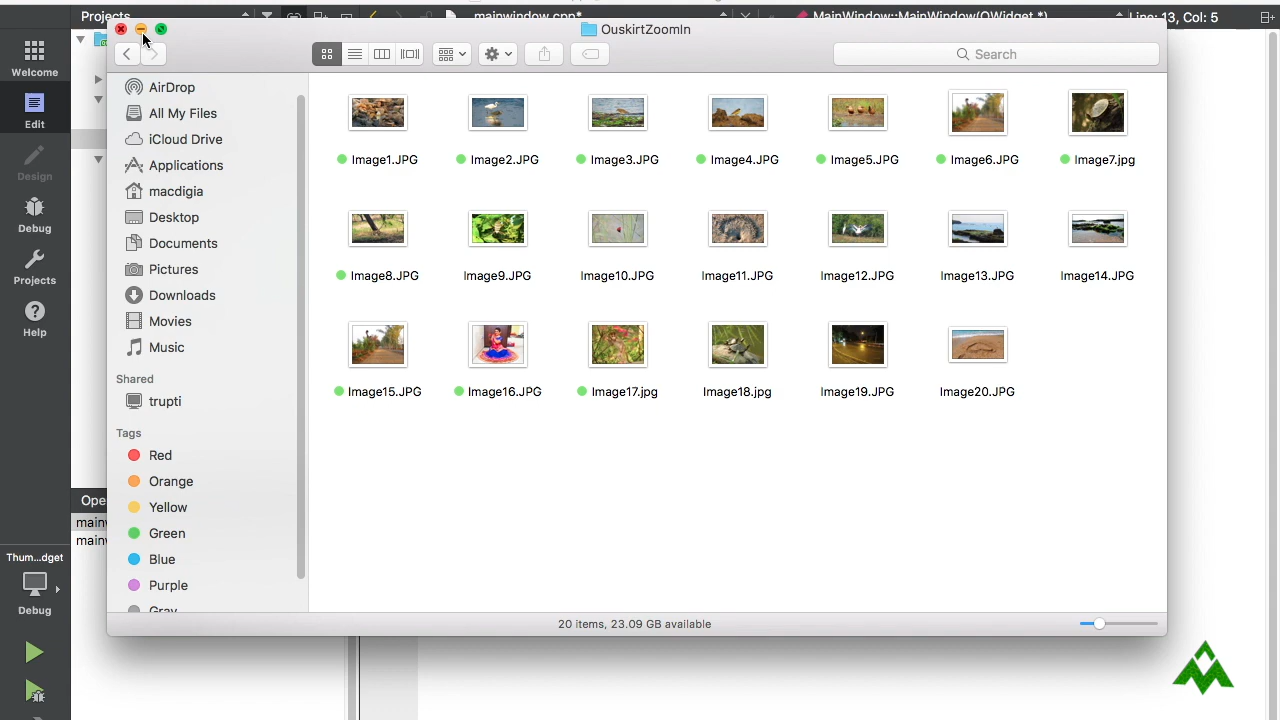 Projects
mainwindow.cpp*
MainWindow::MainWindow(QWidget *)
Line: 13, Col: 5
OuskirtZoomIn
Search
Welcome
Edit
Design
Debug
Projects
Help
Thum...dget
Debug
AirDrop
All My Files
iCloud Drive
Applications
macdigia
Desktop
Documents
Pictures
Downloads
Movies
Music
Shared
trupti
Tags
Red
Orange
Yellow
Green
Blue
Purple
Gray
Ope
main
main
Image1.JPG
Image2.JPG
Image3.JPG
Image4.JPG
Image5.JPG
Image6.JPG
Image7.jpg
Image8.JPG
Image9.JPG
Image10.JPG
Image11.JPG
Image12.JPG
Image13.JPG
Image14.JPG
Image15.JPG
Image16.JPG
Image17.jpg
Image18.jpg
Image19.JPG
Image20.JPG
20 items, 23.09 GB available